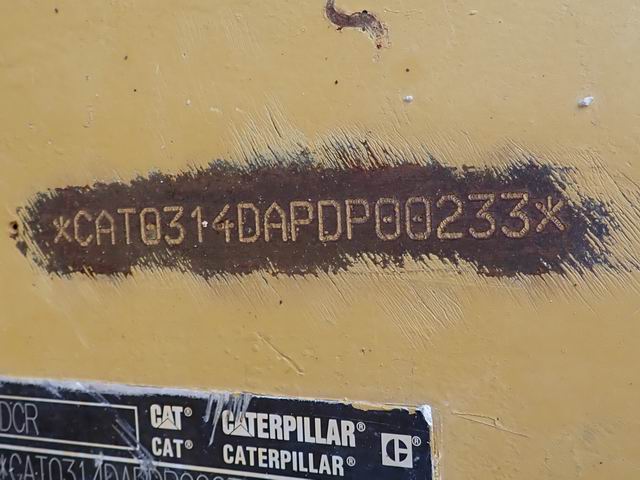 *CAT0314DAPDP00233*
DCR
CAT® CATERPILLAR®
CAT® CATERPILLAR®